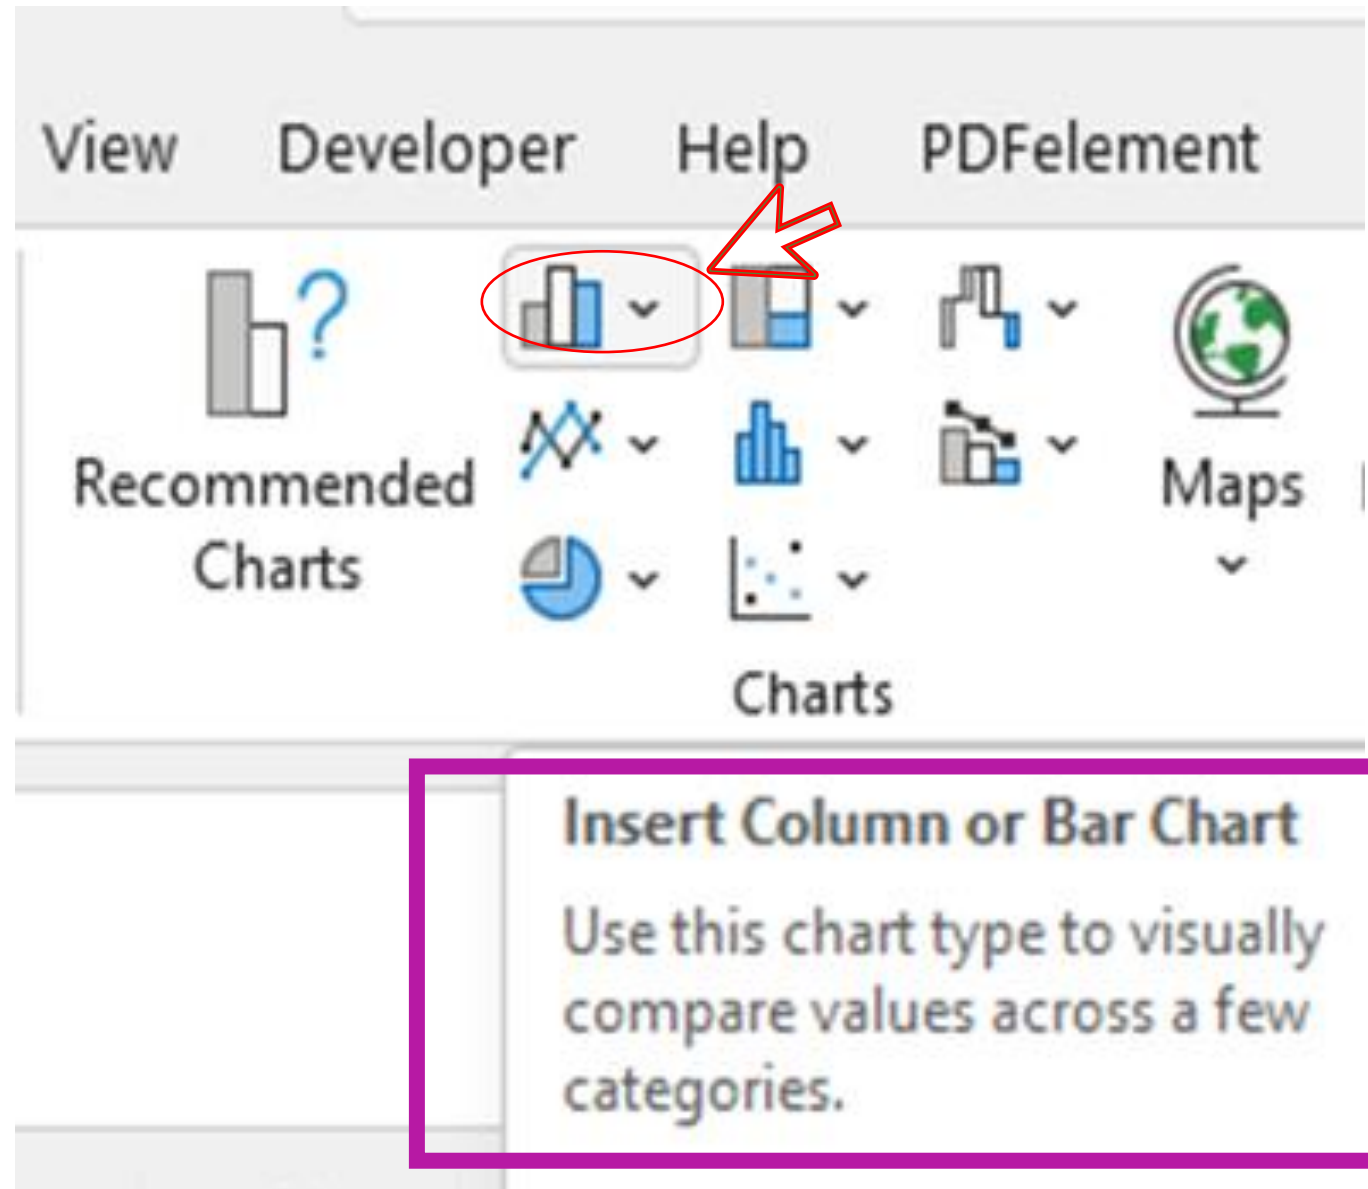 View Developer Help PDFelement
Recommended
Charts
Maps
Charts
Insert Column or Bar Chart
Use this chart type to visually
compare values across a few
categories.